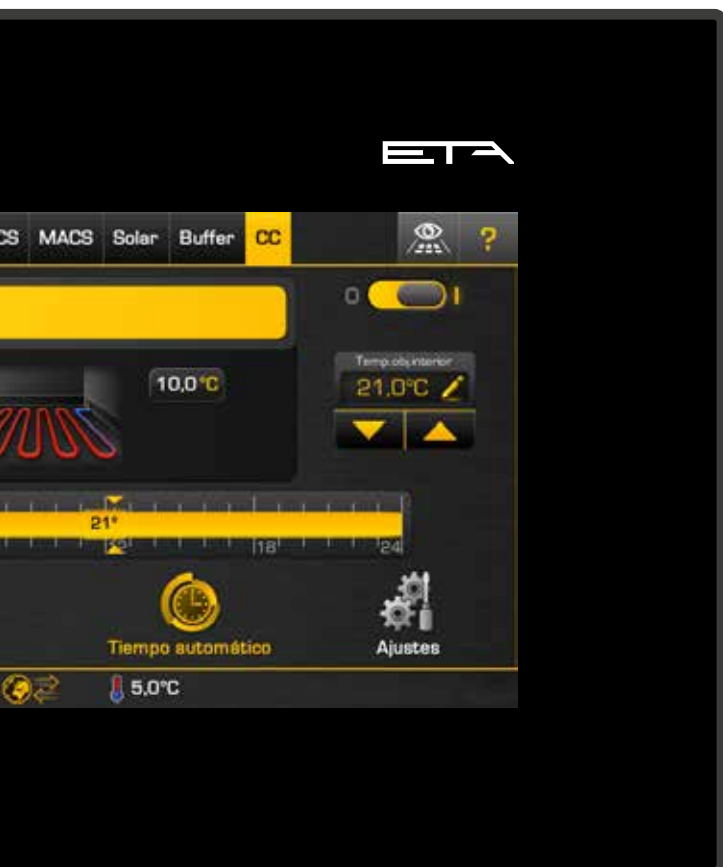 ETA
CS MACS Solar Buffer CC ?
O I
Temp.obj.interior
10,0°C
21,0°C
21°
12 18 24
Tiempo automático
Ajustes
5,0°C